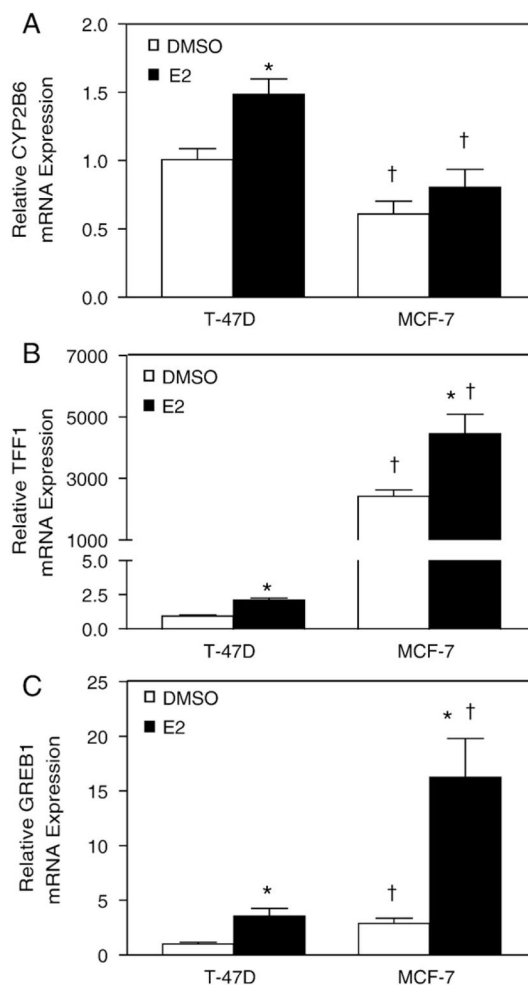 A
Relative CYP2B6
mRNA Expression
2.0
1.5
1.0
0.5
0.0
DMSO
E2
*
†
†
T-47D
MCF-7
B
Relative TFF1
mRNA Expression
7000
5000
3000
1000
5.0
2.5
0.0
DMSO
E2
*
†
* †
T-47D
MCF-7
C
Relative GREB1
mRNA Expression
25
20
15
10
5
0
DMSO
E2
*
†
* †
T-47D
MCF-7